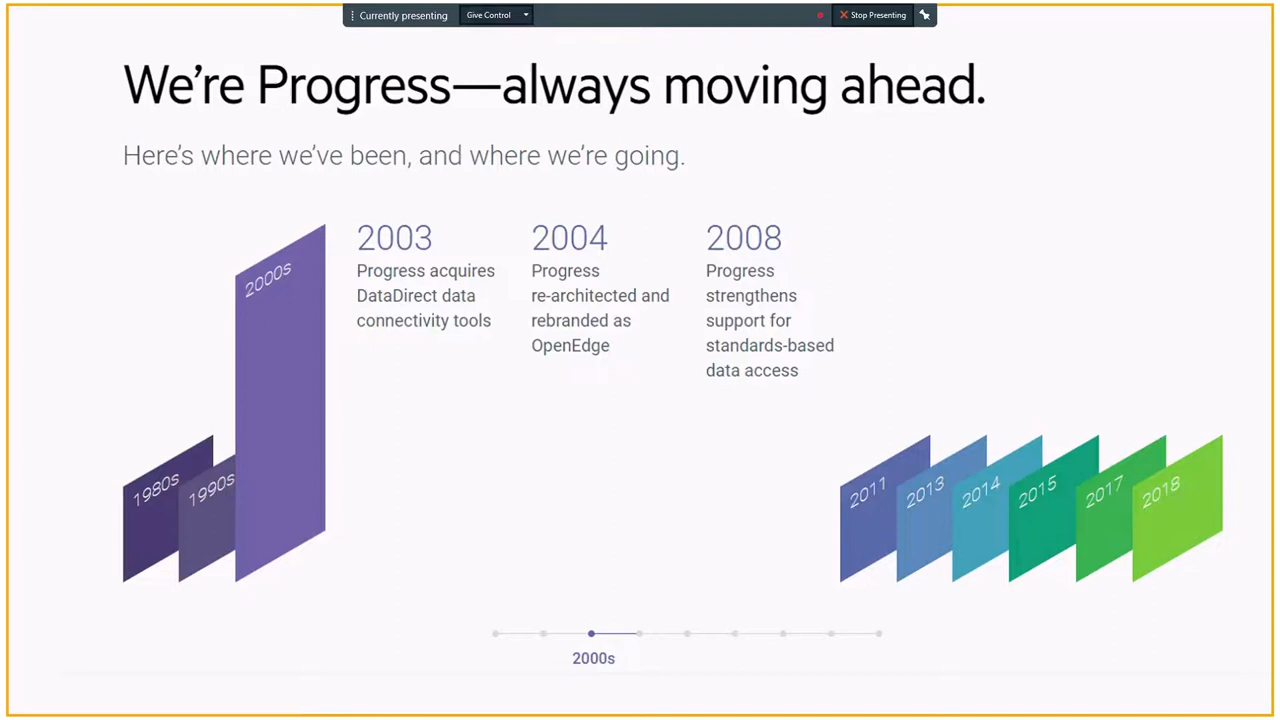 Currently presenting
Give Control
Stop Presenting
We're Progress—always moving ahead.
Here's where we've been, and where we're going.
2000s
2003
Progress acquires
DataDirect data
connectivity tools
2004
Progress
re-architected and
rebranded as
OpenEdge
2008
Progress
strengthens
support for
standards-based
data access
1980s
1990s
2011
2013
2014
2015
2017
2018
2000s